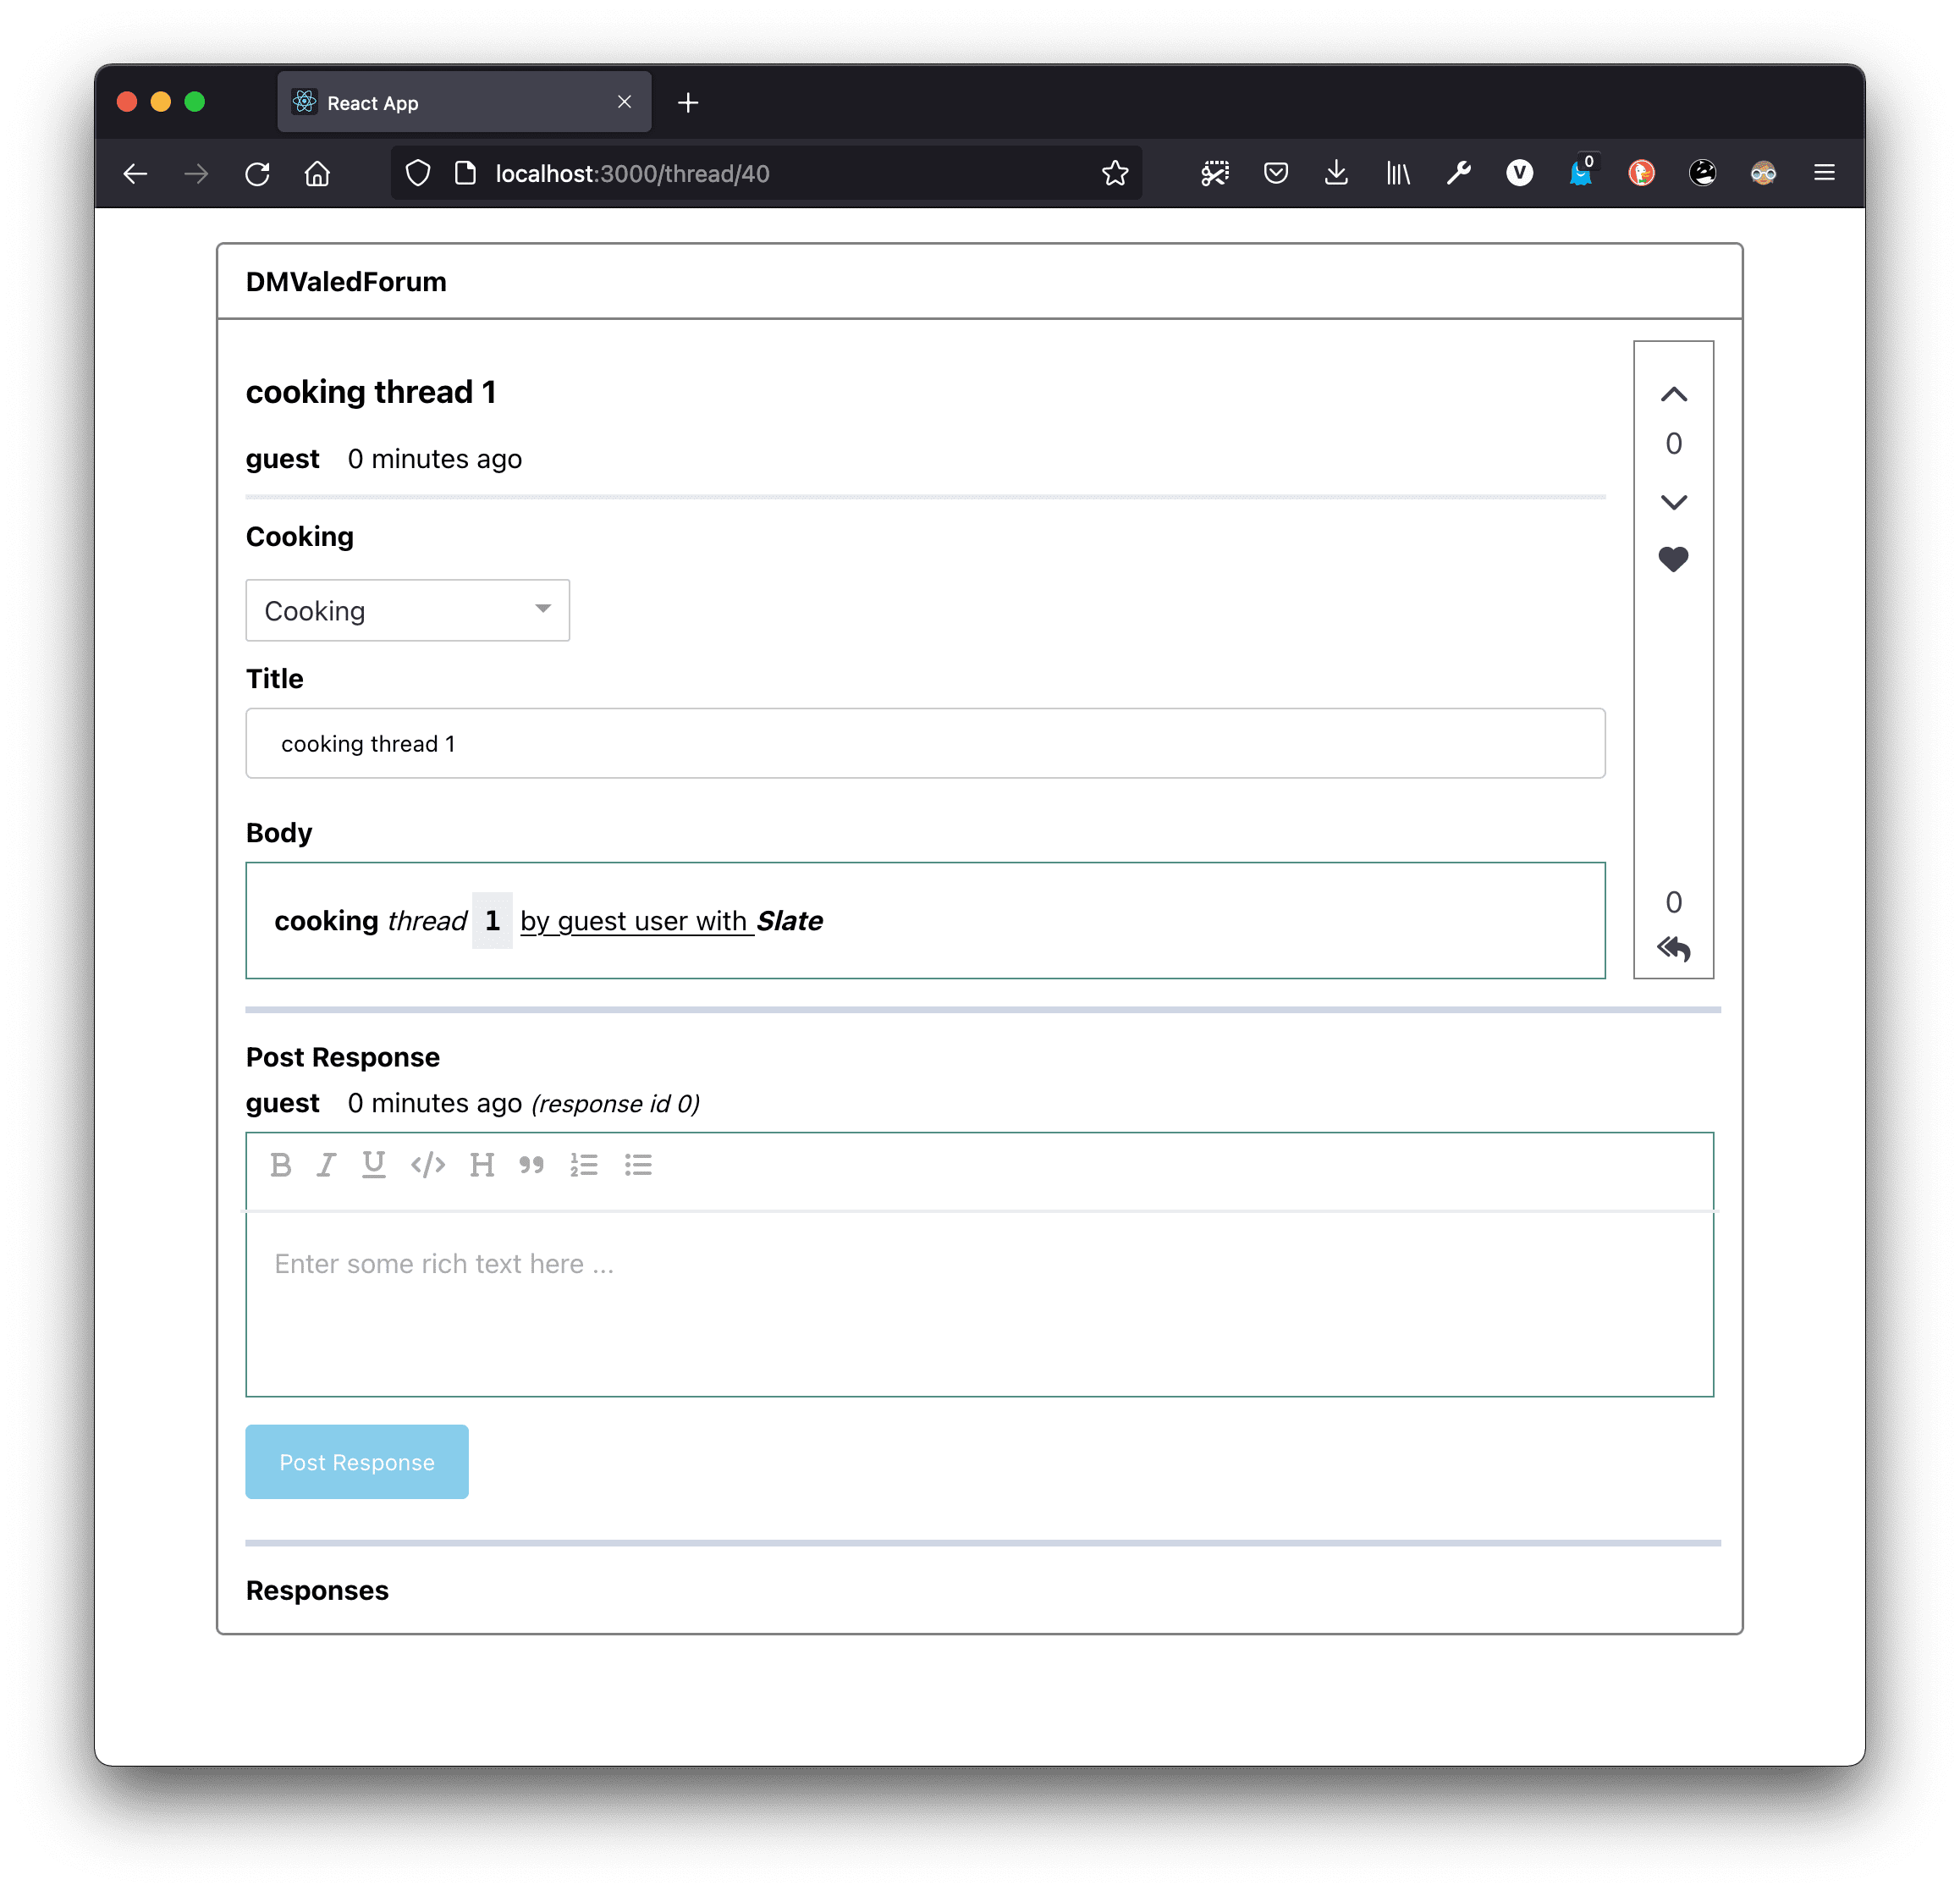 React App
localhost:3000/thread/40
0
DMValedForum
cooking thread 1
0
guest 0 minutes ago
Cooking
Cooking
Title
cooking thread 1
Body
cooking thread 1 by guest user with Slate
0
Post Response
guest 0 minutes ago (response id 0)
B I U </> H
Enter some rich text here ...
Post Response
Responses